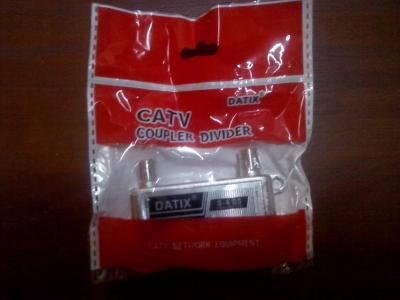 DATIX®
CATV
COUPLER DIVIDER
DATIX®
CATV NETWORK EQUIPMENT